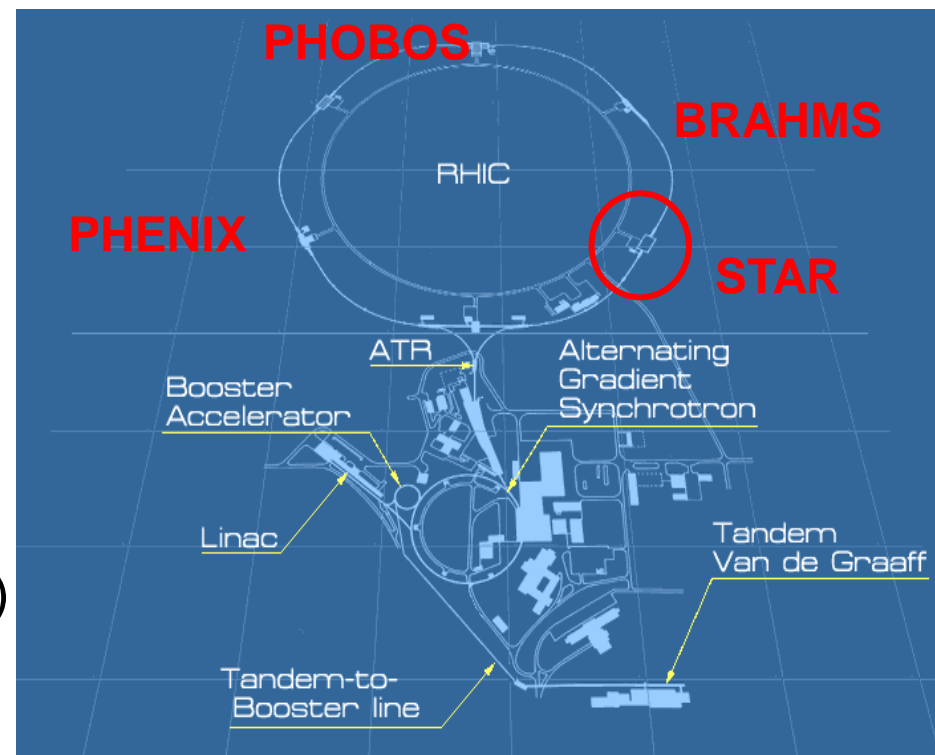 PHOBOS
BRAHMS
RHIC
PHENIX
STAR
ATR
Alternating
Gradient
Synchrotron
Booster
Accelerator
Linac
Tandem
Van de Graaff
Tandem-to-
Booster line
)